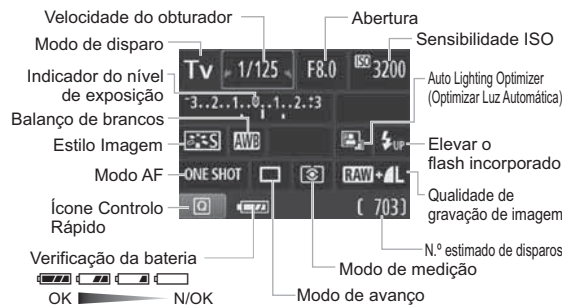 Velocidade do obturador
Abertura
Modo de disparo
Sensibilidade ISO
Tv 1/125 F8.0 ISO 3200
Indicador do nível
de exposição
-3..2..1..0..1..2..+3
Auto Lighting Optimizer
(Optimizar Luz Automática)
Balanço de brancos
Estilo Imagem
S AWB UP
Elevar o
flash incorporado
Modo AF
ONE SHOT RAW+L
Qualidade de
gravação de imagem
Ícone Controlo
Rápido
Q [ 703]
N.º estimado de disparos
Verificação da bateria
Modo de medição
OK N/OK
Modo de avanço